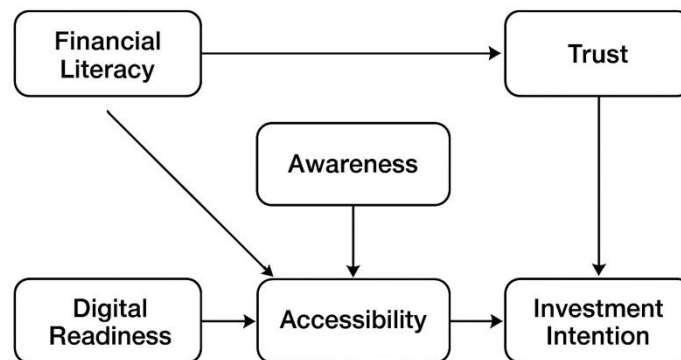 Financial
Literacy
Trust
Awareness
Digital
Readiness
Accessibility
Investment
Intention